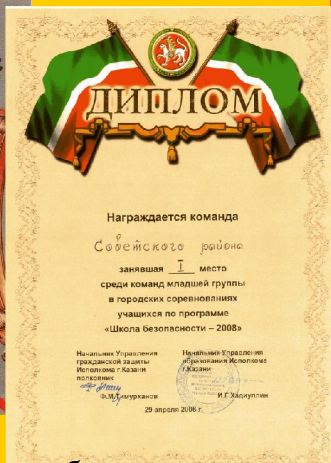 ДИПЛОМ
Награждается команда
Советского района
занявшая I место
среди команд младшей группы
в городских соревнованиях
учащихся по программе
«Школа безопасности – 2008»
Начальник Управления
гражданской защиты
Исполкома г.Казани
полковник
Ф.М.Тимурханов
Начальник Управления
образования Исполкома
г.Казани
И.Г.Хадиуллин
29 апреля 2008 г.